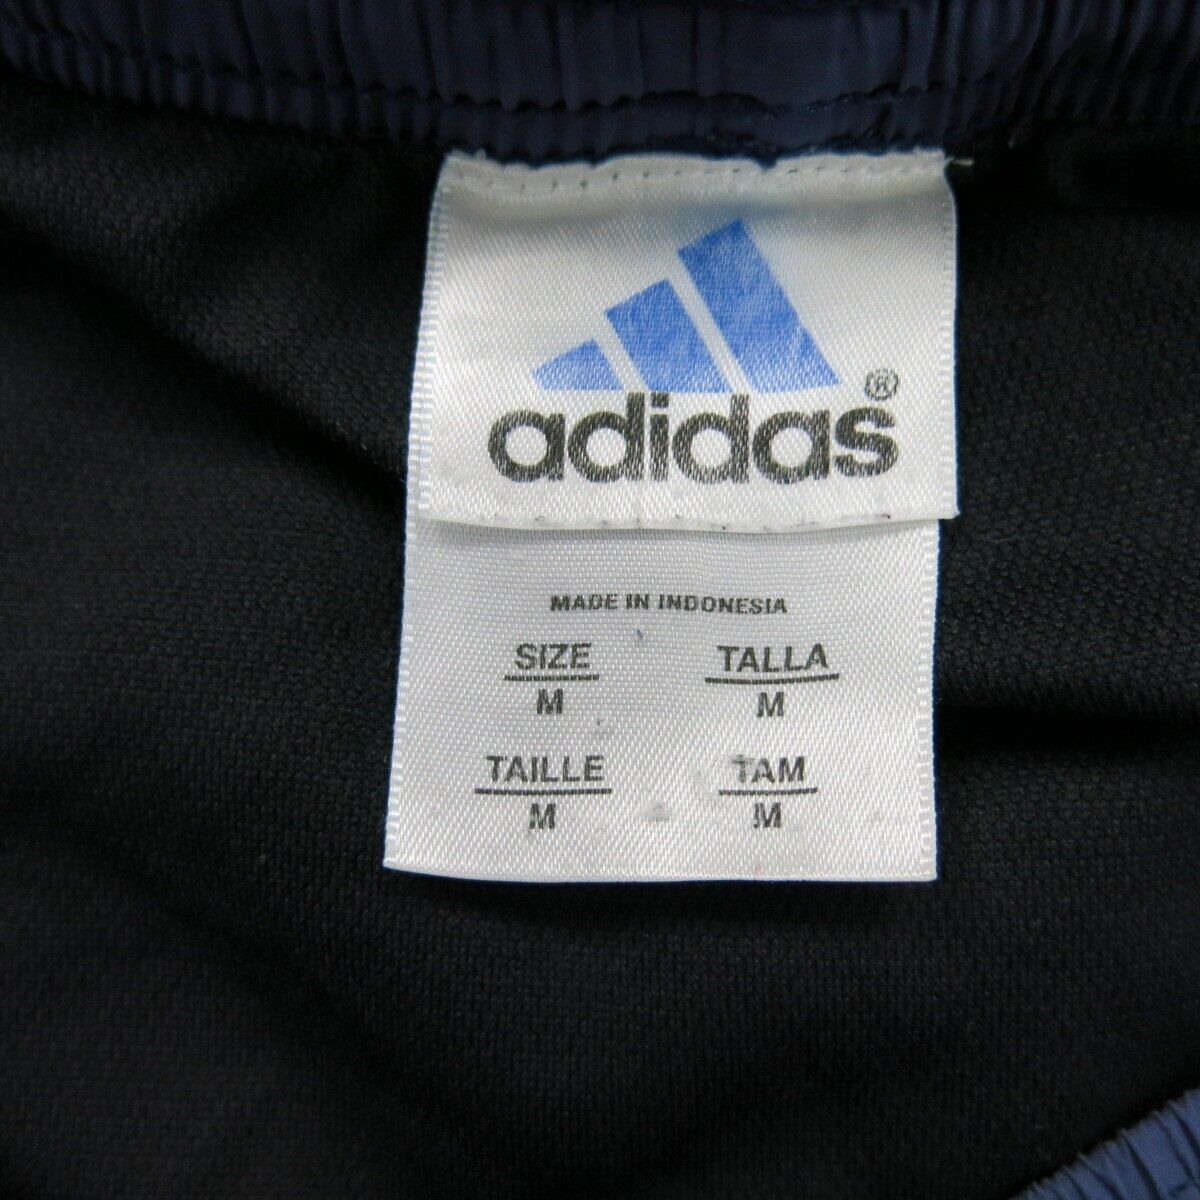 adidas®
MADE IN INDONESIA
SIZE TALLA
M M
TAILLE TAM
M M